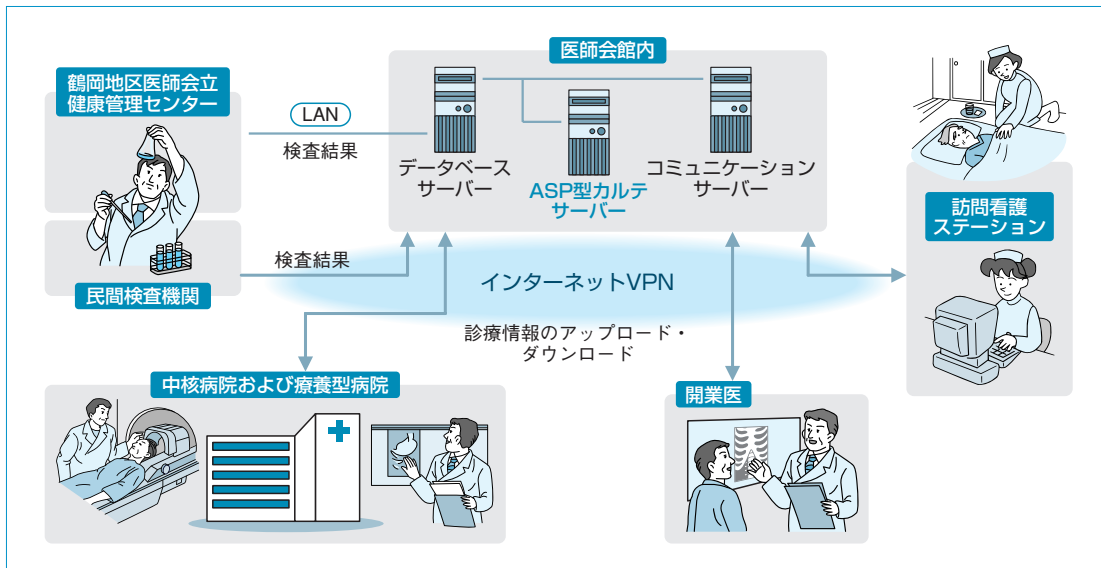 医師会館内
鶴岡地区医師会立
健康管理センター
LAN
検査結果
データベース
サーバー
ASP型カルテ
サーバー
コミュニケーション
サーバー
訪問看護
ステーション
検査結果
民間検査機関
インターネットVPN
診療情報のアップロード・
ダウンロード
中核病院および療養型病院
開業医